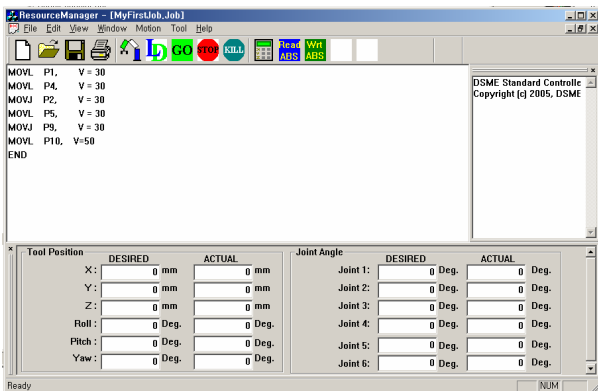 ResourceManager - [MyFirstJob.Job]
File Edit View Window Motion Tool Help
LD GO STOP KILL Read ABS Wrt ABS
MOVL P1, V = 30
MOVL P4, V = 30
MOVJ P2, V = 30
MOVL P5, V = 30
MOVJ P9, V = 30
MOVL P10, V=50
END
DSME Standard Controlle
Copyright (c) 2005, DSME
Tool Position
DESIRED ACTUAL
X: 0 mm 0 mm
Y: 0 mm 0 mm
Z: 0 mm 0 mm
Roll: 0 Deg. 0 Deg.
Pitch: 0 Deg. 0 Deg.
Yaw: 0 Deg. 0 Deg.
Joint Angle
DESIRED ACTUAL
Joint 1: 0 Deg. 0 Deg.
Joint 2: 0 Deg. 0 Deg.
Joint 3: 0 Deg. 0 Deg.
Joint 4: 0 Deg. 0 Deg.
Joint 5: 0 Deg. 0 Deg.
Joint 6: 0 Deg. 0 Deg.
Ready
NUM